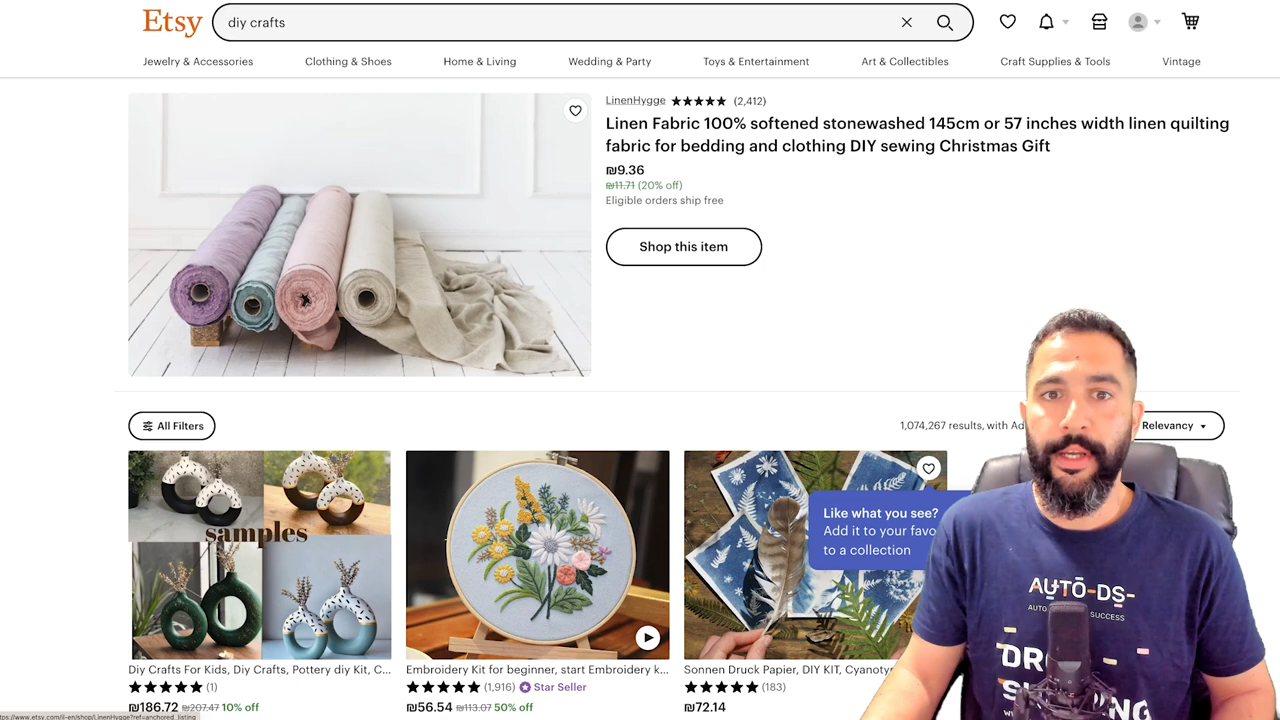 Etsy
diy crafts
Jewelry & Accessories
Clothing & Shoes
Home & Living
Wedding & Party
Toys & Entertainment
Art & Collectibles
Craft Supplies & Tools
Vintage
LinenHygge ★★★★★ (2,412)
Linen Fabric 100% softened stonewashed 145cm or 57 inches width linen quilting
fabric for bedding and clothing DIY sewing Christmas Gift
₪9.36
₪11.71 (20% off)
Eligible orders ship free
Shop this item
All Filters
1,074,267 results, with Ad
Relevancy
samples
Like what you see?
Add it to your favo
to a collection
Diy Crafts For Kids, Diy Crafts, Pottery diy Kit, C...
★★★★★ (1)
₪186.72 ₪207.47 10% off
Embroidery Kit for beginner, start Embroidery k...
★★★★★ (1,916) Star Seller
₪56.54 ₪113.07 50% off
Sonnen Druck Papier, DIY KIT, Cyanoty
★★★★★ (183)
₪72.14
AUTO-DS-
AUTO SUCCESS
DR
NG
tps://www.etsy.com/il-en/shop/LinenHygge?ref=anchored_listing